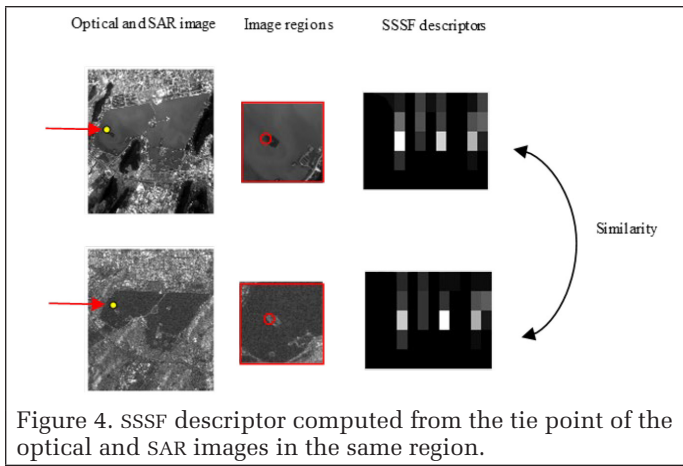 Optical and SAR image Image regions SSSF descriptors
Similarity
Figure 4. SSSF descriptor computed from the tie point of the
optical and SAR images in the same region.